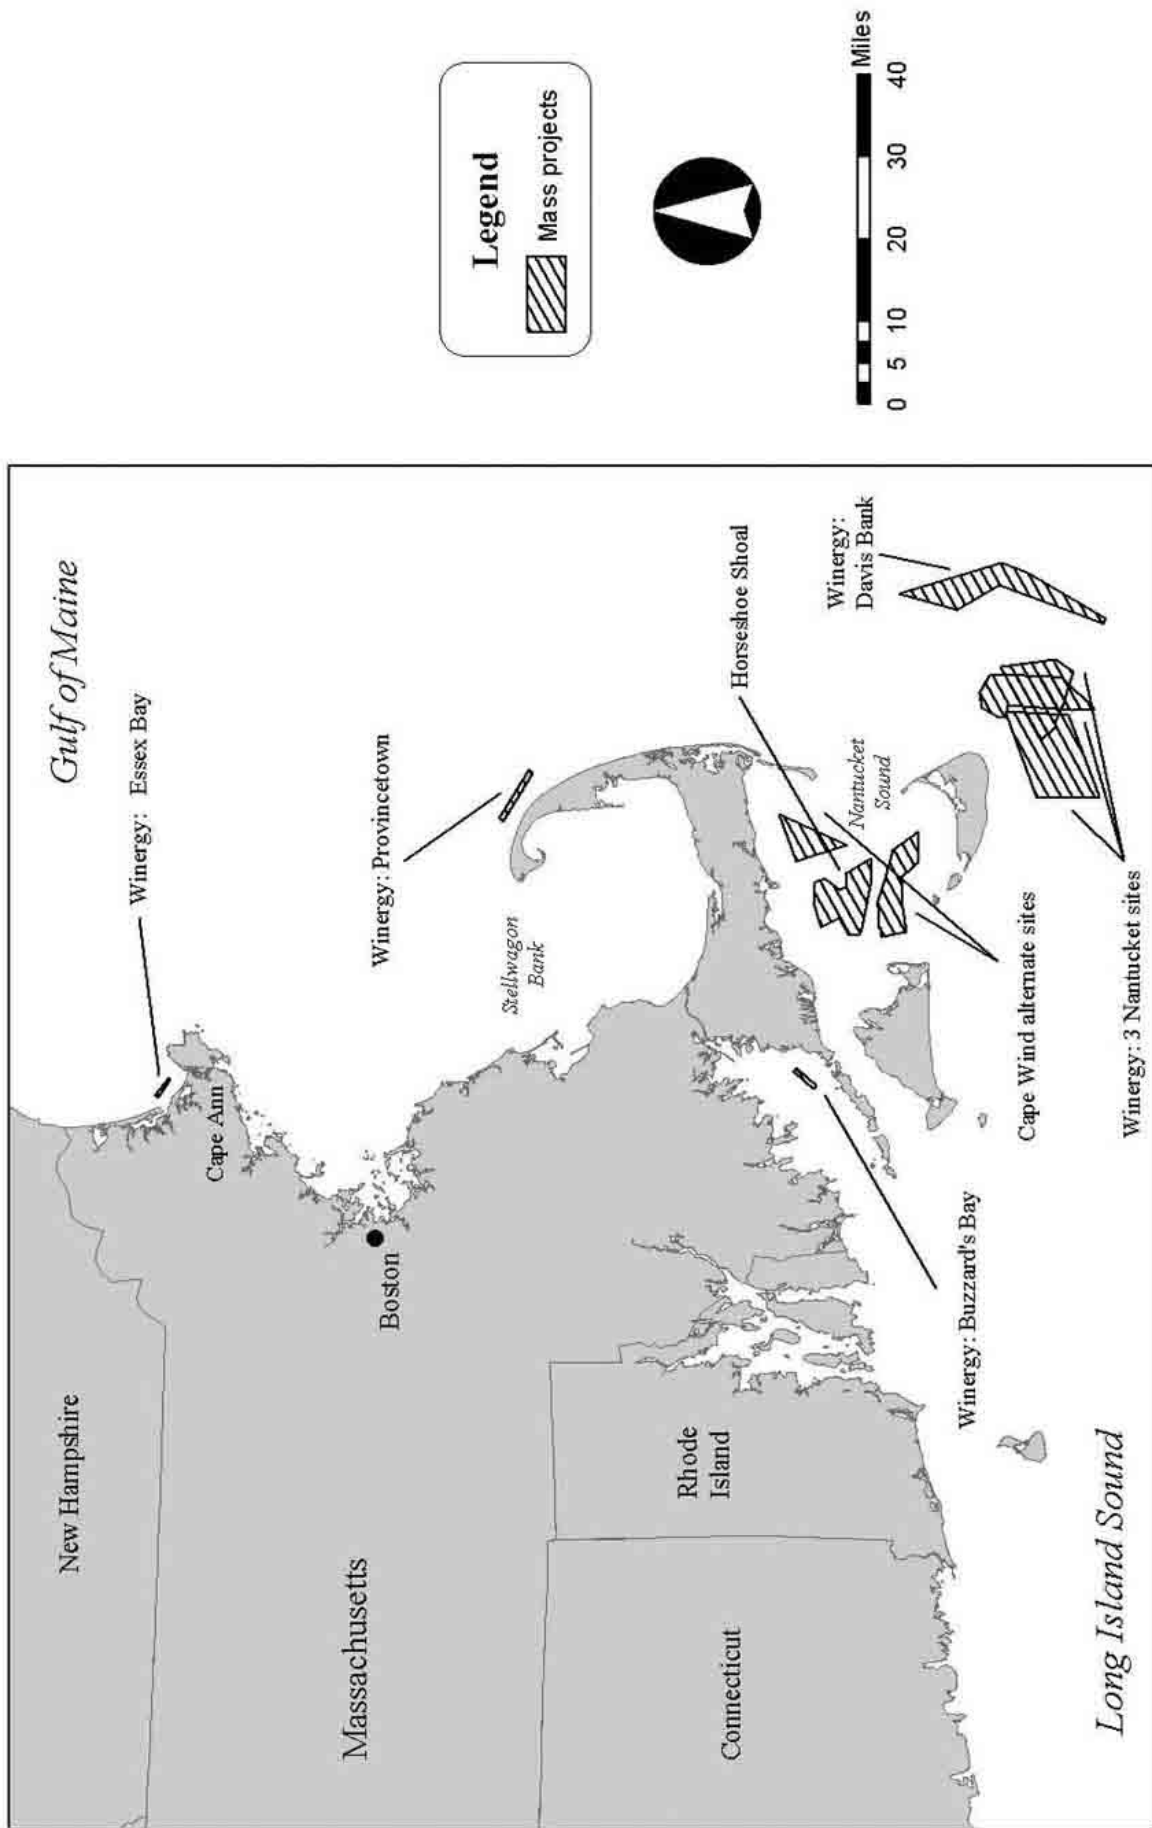 Gulf of Maine
Winergy: Essex Bay
New Hampshire
Cape Ann
Winergy: Provincetown
Boston
Stellwagon
Bank
Massachusetts
Horseshoe Shoal
Rhode
Island
Connecticut
Nantucket
Sound
Winergy:
Davis Bank
Winergy: Buzzard's Bay
Cape Wind alternate sites
Long Island Sound
Winergy: 3 Nantucket sites
Legend
Mass projects
0 5 10 20 30 40
Miles